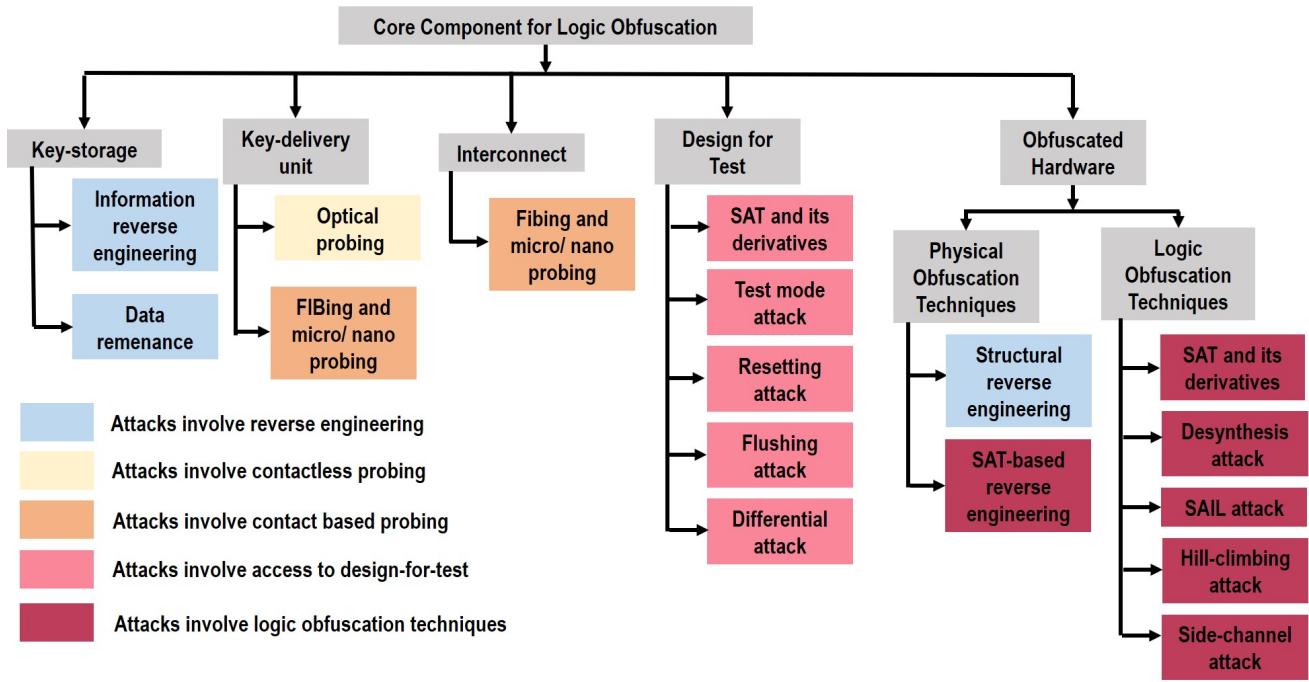 Core Component for Logic Obfuscation
Key-storage
Information
reverse
engineering
Data
remenance
Key-delivery
unit
Optical
probing
FIBing and
micro/ nano
probing
Interconnect
Fibing and
micro/ nano
probing
Design for
Test
SAT and its
derivatives
Test mode
attack
Resetting
attack
Flushing
attack
Differential
attack
Obfuscated
Hardware
Physical
Obfuscation
Techniques
Structural
reverse
engineering
SAT-based
reverse
engineering
Logic
Obfuscation
Techniques
SAT and its
derivatives
Desynthesis
attack
SAIL attack
Hill-climbing
attack
Side-channel
attack
Attacks involve reverse engineering
Attacks involve contactless probing
Attacks involve contact based probing
Attacks involve access to design-for-test
Attacks involve logic obfuscation techniques